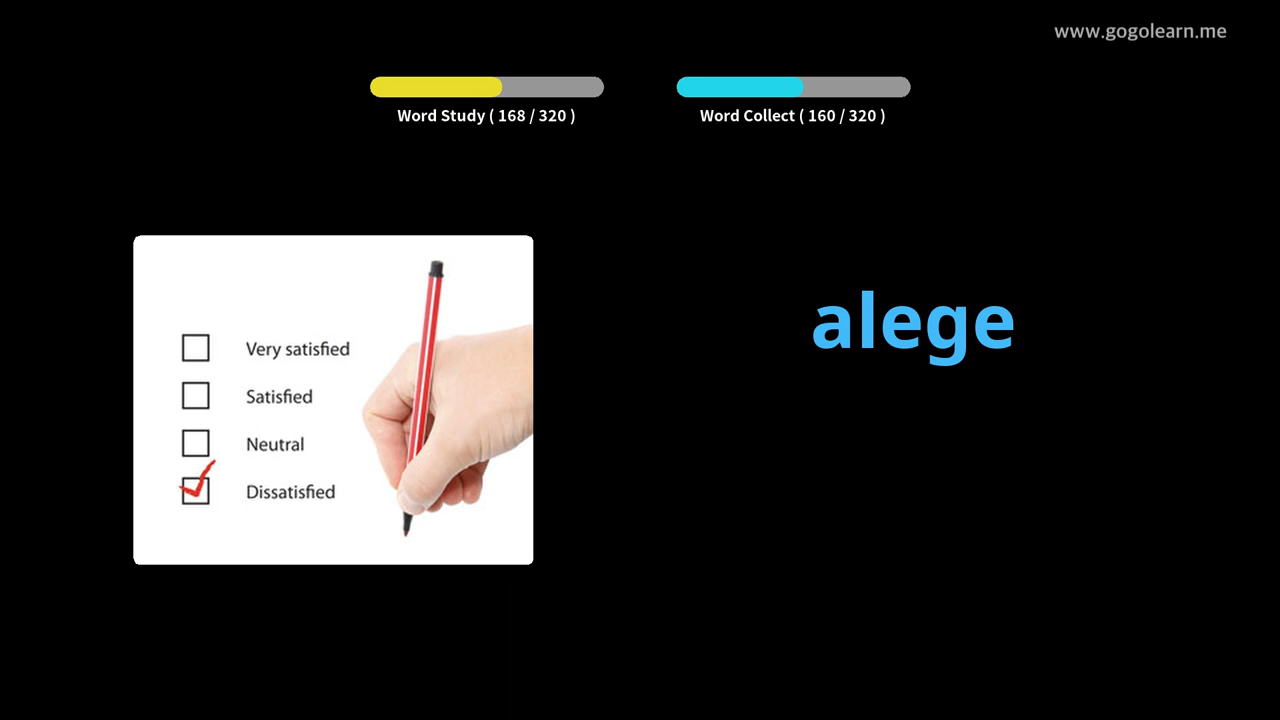 www.gogolearn.me
Word Study ( 168 / 320 )
Word Collect ( 160 / 320 )
alege
Very satisfied
Satisfied
Neutral
Dissatisfied